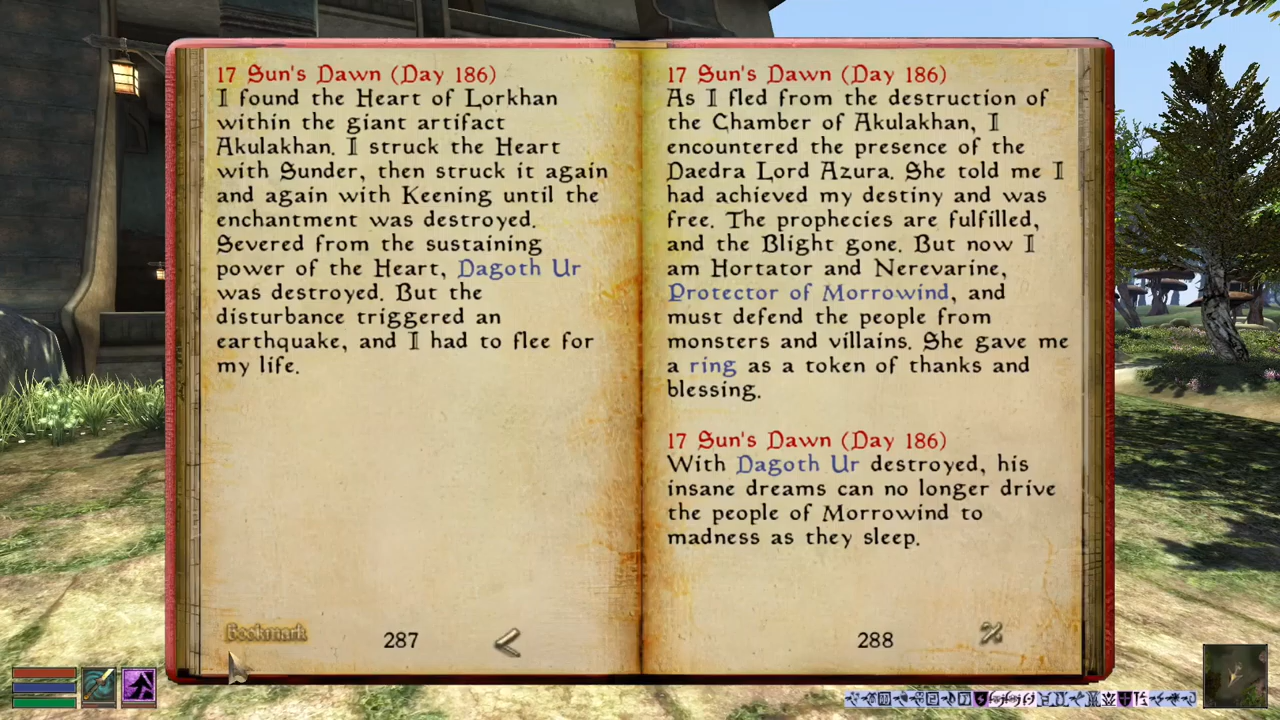 17 Sun's Dawn (Day 186)
I found the Heart of Lorkhan
within the giant artifact
Akulakhan. I struck the Heart
with Sunder, then struck it again
and again with Keening until the
enchantment was destroyed.
Severed from the sustaining
power of the Heart, Dagoth Ur
was destroyed. But the
disturbance triggered an
earthquake, and I had to flee for
my life.
Bookmark
287
17 Sun's Dawn (Day 186)
As I fled from the destruction of
the Chamber of Akulakhan, I
encountered the presence of the
Daedra Lord Azura. She told me I
had achieved my destiny and was
free. The prophecies are fulfilled,
and the Blight gone. But now I
am Hortator and Nerevarine,
Protector of Morrowind, and
must defend the people from
monsters and villains. She gave me
a ring as a token of thanks and
blessing.
17 Sun's Dawn (Day 186)
With Dagoth Ur destroyed, his
insane dreams can no longer drive
the people of Morrowind to
madness as they sleep.
288